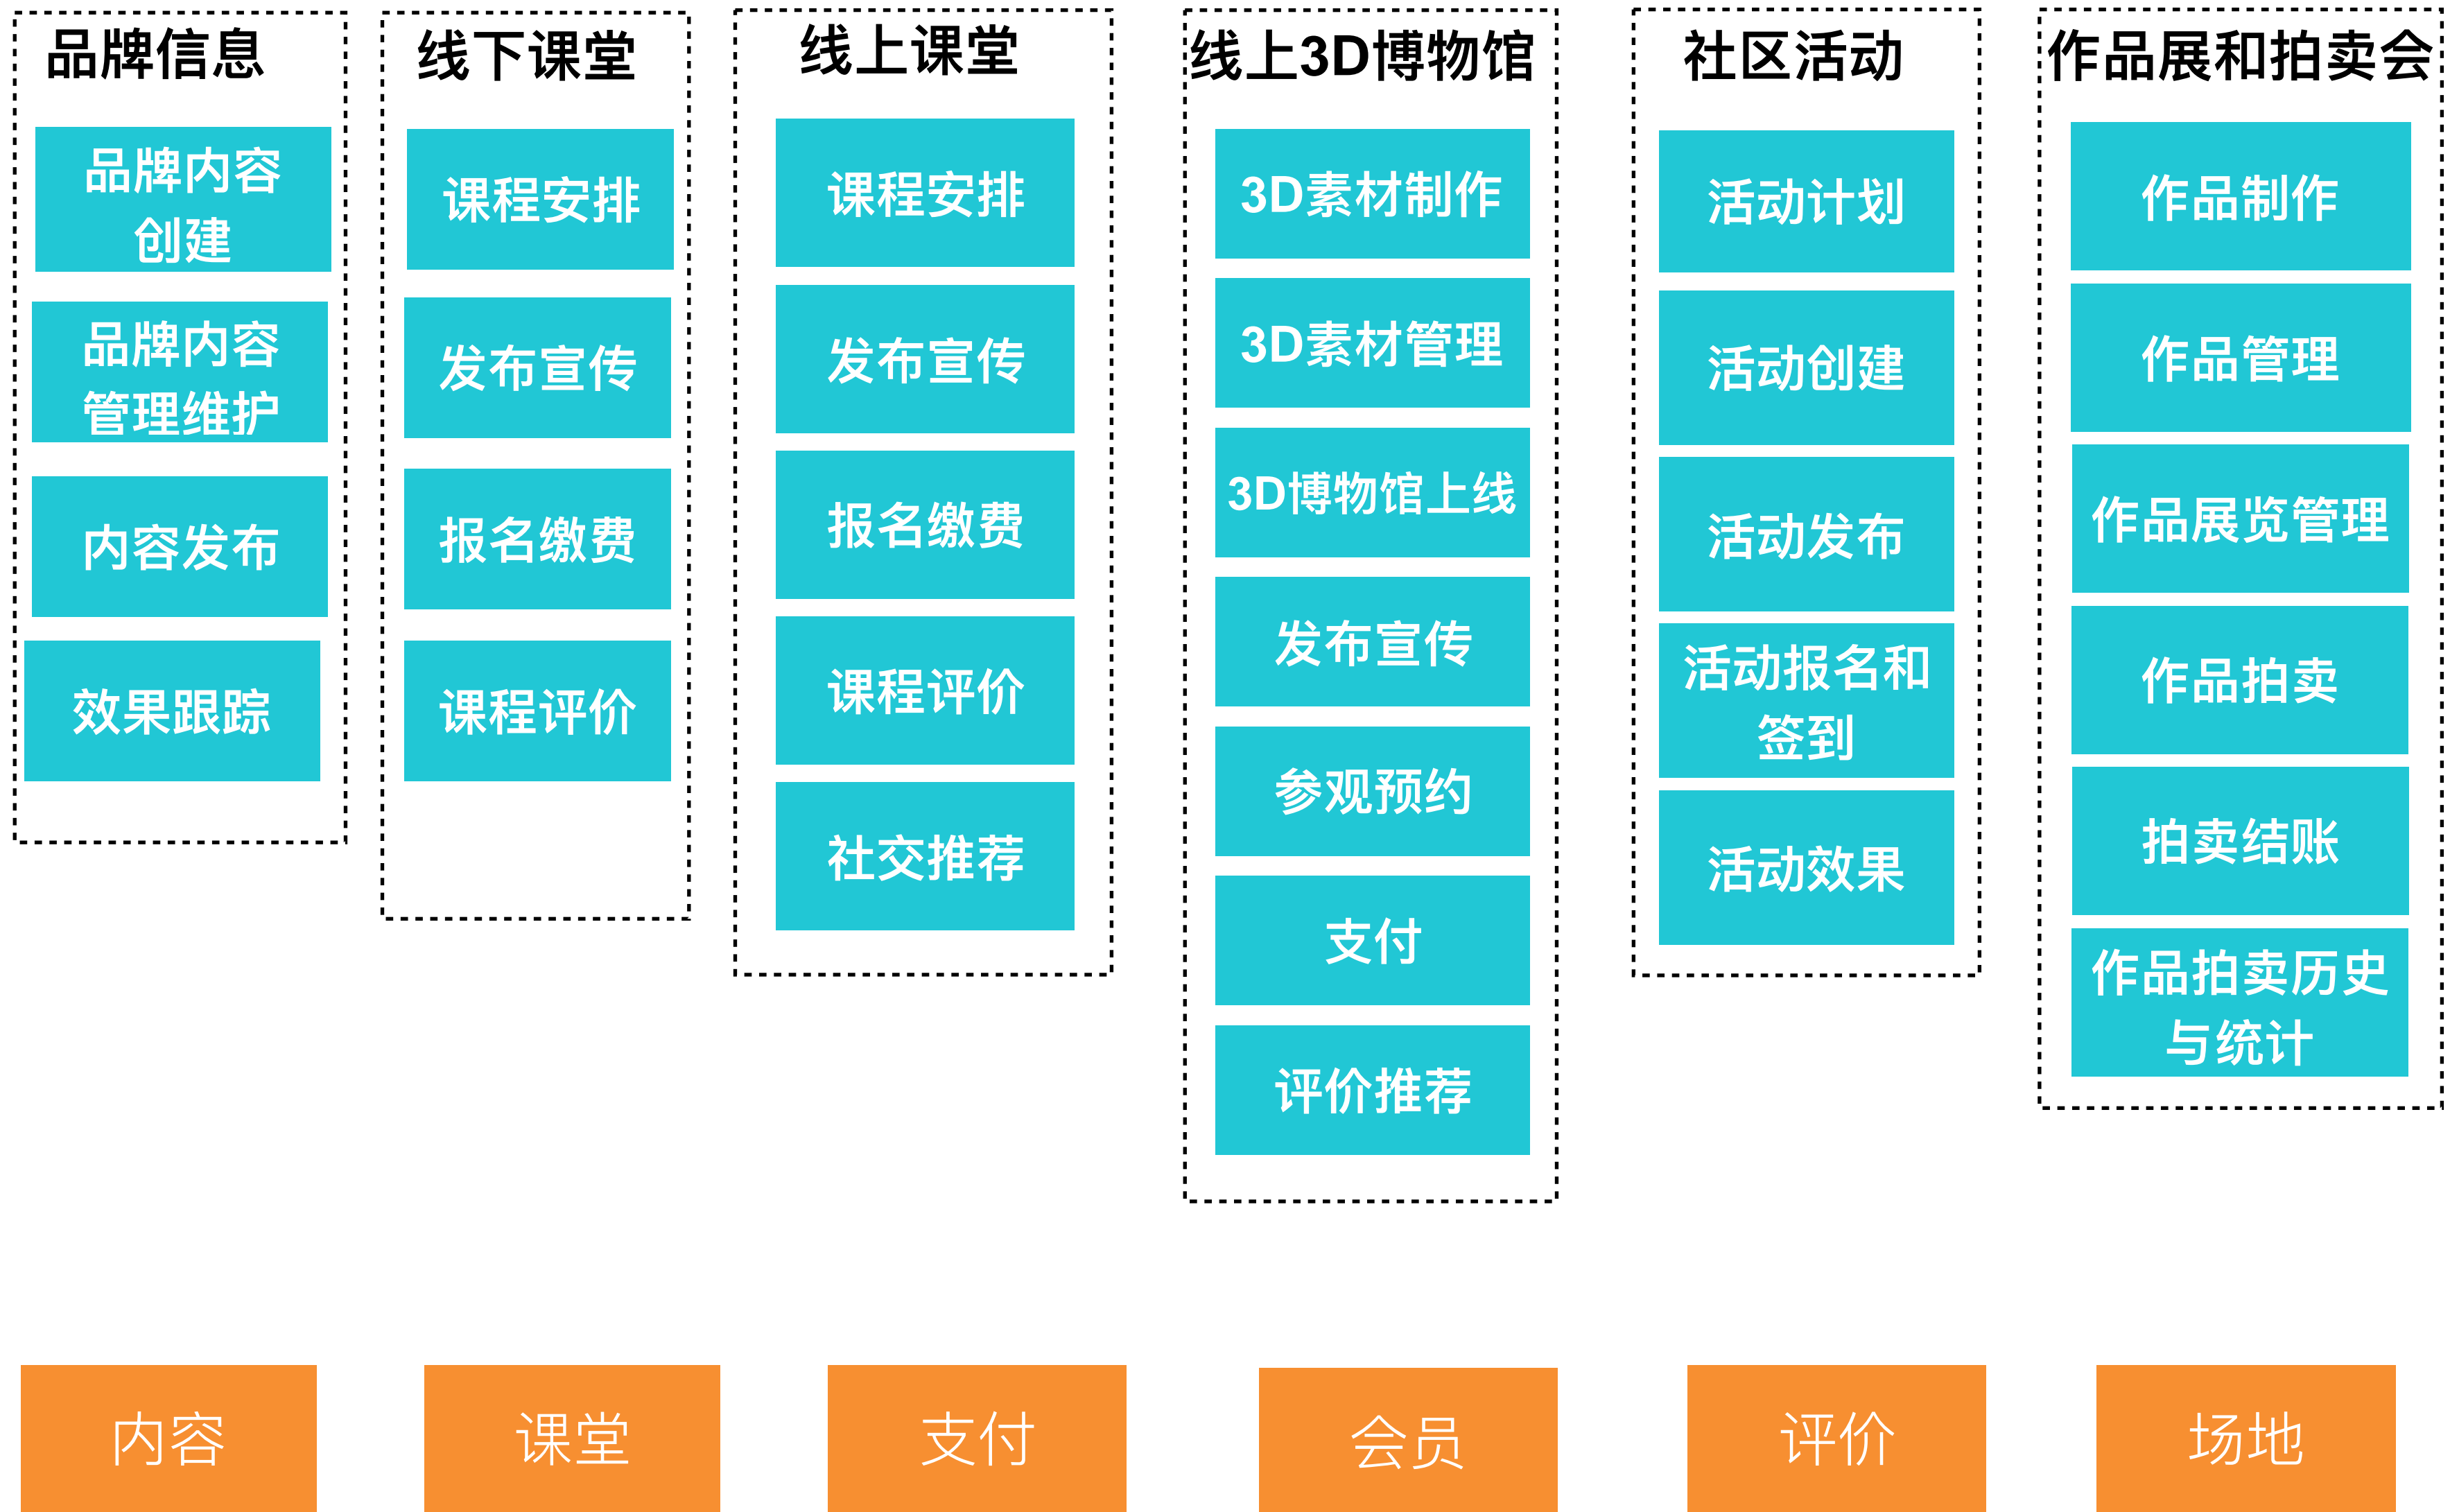 品牌信息
品牌内容
创建
品牌内容
管理维护
内容发布
效果跟踪
线下课堂
课程安排
发布宣传
报名缴费
课程评价
线上课堂
课程安排
发布宣传
报名缴费
课程评价
社交推荐
线上3D博物馆
3D素材制作
3D素材管理
3D博物馆上线
发布宣传
参观预约
支付
评价推荐
社区活动
活动计划
活动创建
活动发布
活动报名和
签到
活动效果
作品展和拍卖会
作品制作
作品管理
作品展览管理
作品拍卖
拍卖结账
作品拍卖历史
与统计
内容
课堂
支付
会员
评价
场地